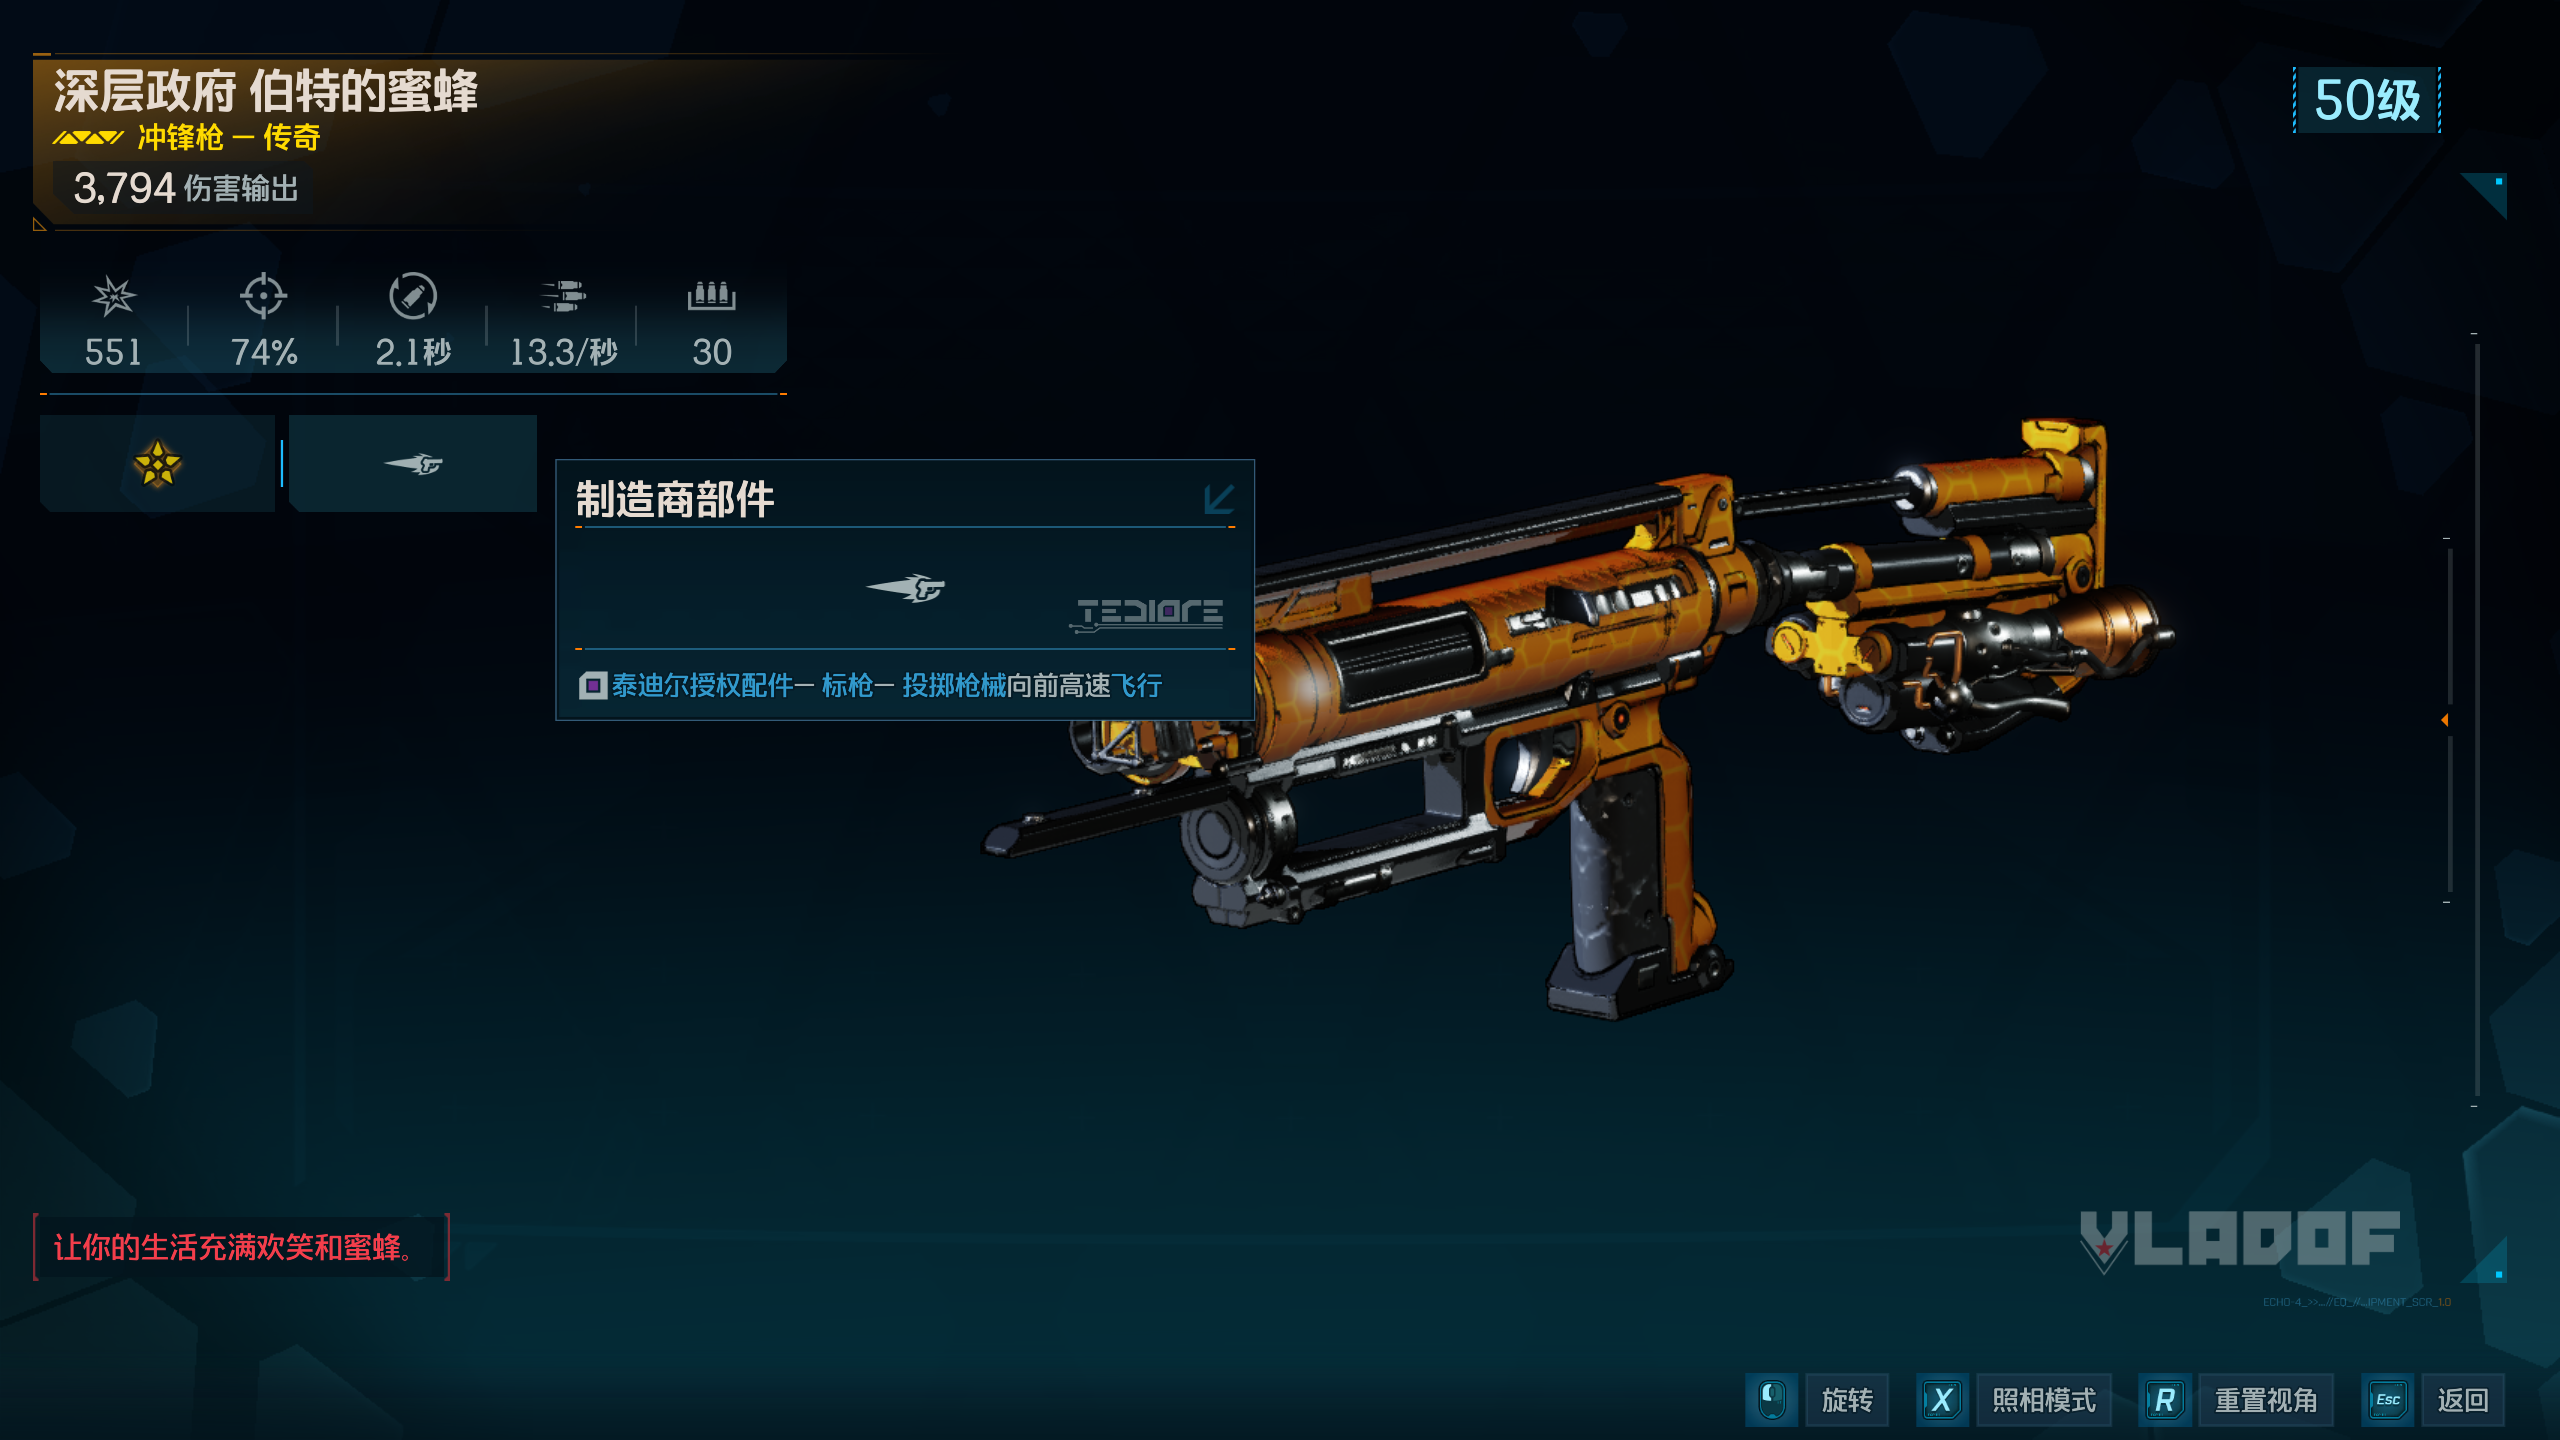 深层政府 伯特的蜜蜂
冲锋枪 — 传奇
3,794 伤害输出
50级
551
74%
2.1秒
13.3/秒
30
制造商部件
TEDIORE
泰迪尔授权配件— 标枪— 投掷枪械向前高速飞行
让你的生活充满欢笑和蜜蜂。
VLADOF
旋转
X 照相模式
R 重置视角
Esc 返回